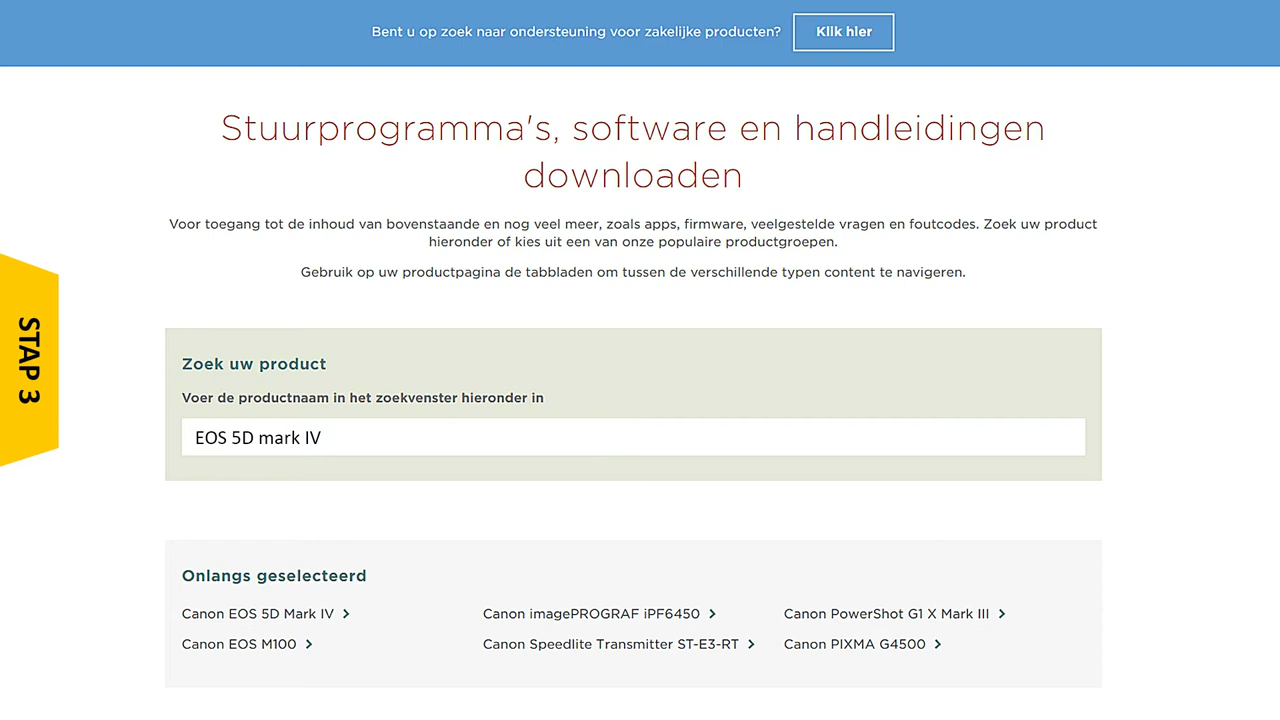 Bent u op zoek naar ondersteuning voor zakelijke producten?
Klik hier
Stuurprogramma's, software en handleidingen
downloaden
Voor toegang tot de inhoud van bovenstaande en nog veel meer, zoals apps, firmware, veelgestelde vragen en foutcodes. Zoek uw product
hieronder of kies uit een van onze populaire productgroepen.
Gebruik op uw productpagina de tabbladen om tussen de verschillende typen content te navigeren.
STAP 3
Zoek uw product
Voer de productnaam in het zoekvenster hieronder in
EOS 5D mark IV
Onlangs geselecteerd
Canon EOS 5D Mark IV
Canon imagePROGRAF iPF6450
Canon PowerShot G1 X Mark III
Canon EOS M100
Canon Speedlite Transmitter ST-E3-RT
Canon PIXMA G4500